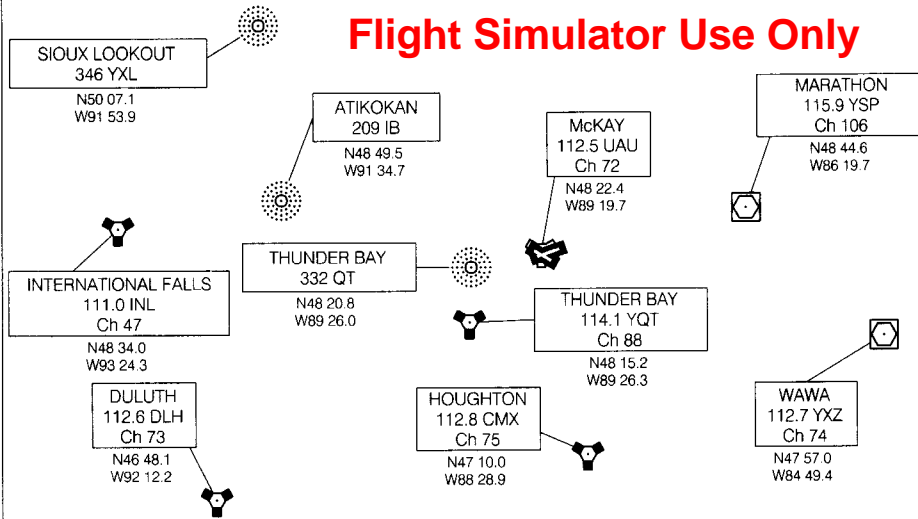 Flight Simulator Use Only
SIOUX LOOKOUT
346 YXL
N50 07.1
W91 53.9
ATIKOKAN
209 IB
N48 49.5
W91 34.7
McKAY
112.5 UAU
Ch 72
N48 22.4
W89 19.7
MARATHON
115.9 YSP
Ch 106
N48 44.6
W86 19.7
INTERNATIONAL FALLS
111.0 INL
Ch 47
N48 34.0
W93 24.3
THUNDER BAY
332 QT
N48 20.8
W89 26.0
THUNDER BAY
114.1 YQT
Ch 88
N48 15.2
W89 26.3
DULUTH
112.6 DLH
Ch 73
N46 48.1
W92 12.2
HOUGHTON
112.8 CMX
Ch 75
N47 10.0
W88 28.9
WAWA
112.7 YXZ
Ch 74
N47 57.0
W84 49.4